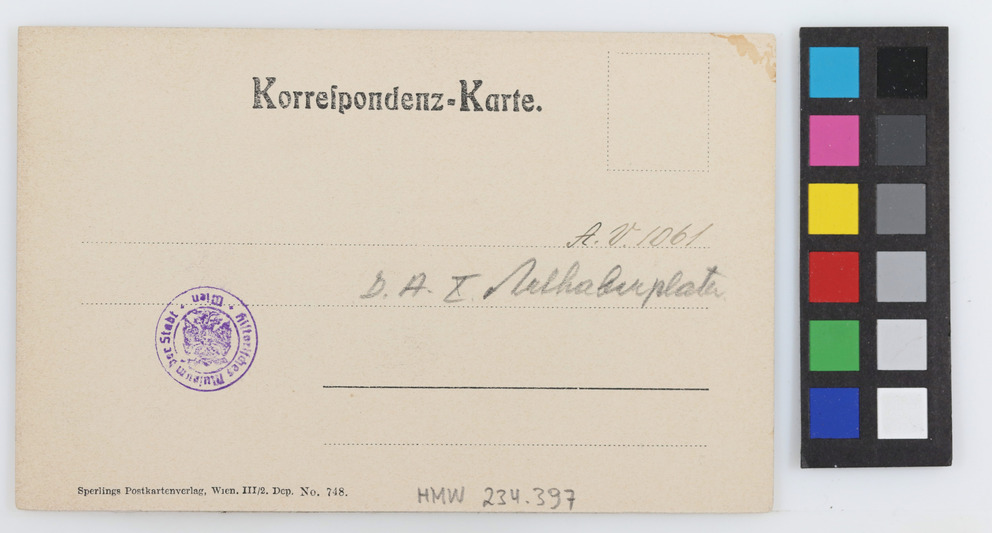 Korreſpondenz-Karte.
A. V. 1061
D. A. X. Arthaberplatz
Hiſtoriſches Muſeum der Stadt Wien
Sperlings Postkartenverlag, Wien. III/2. Dep. No. 748.
HMW 234.397